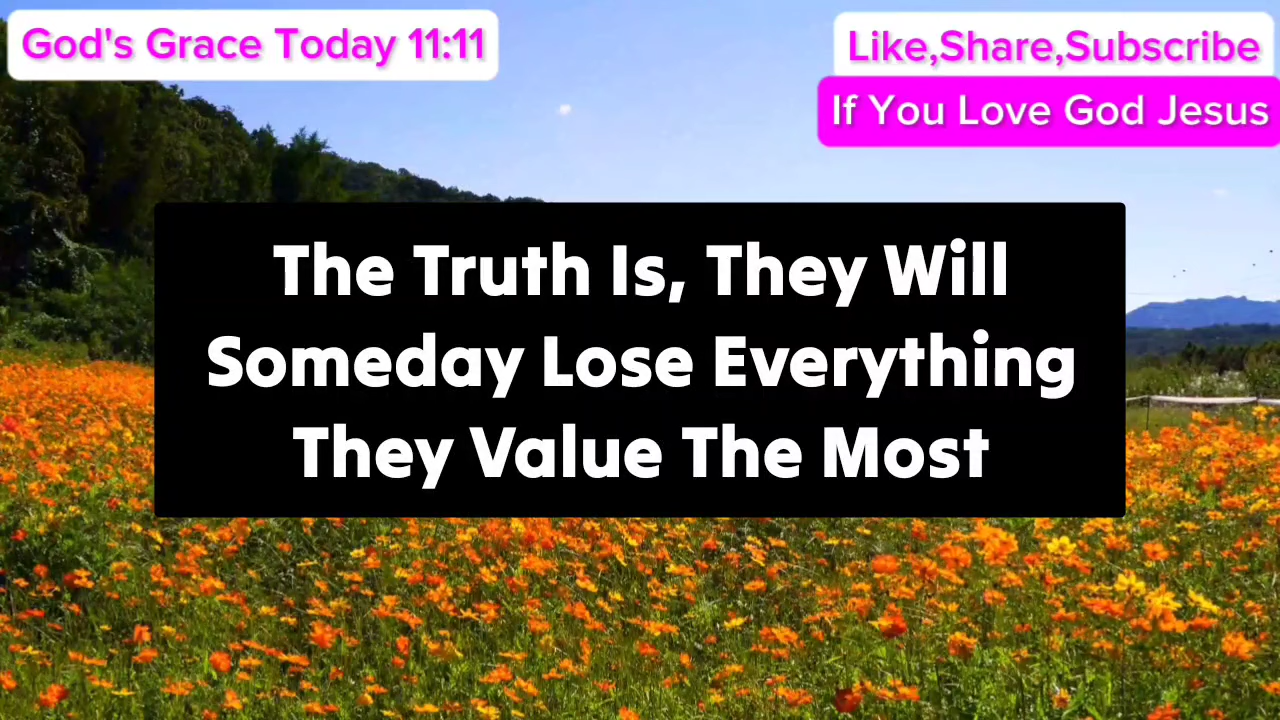 God's Grace Today 11:11
Like,Share,Subscribe
If You Love God Jesus
The Truth Is, They Will
Someday Lose Everything
They Value The Most